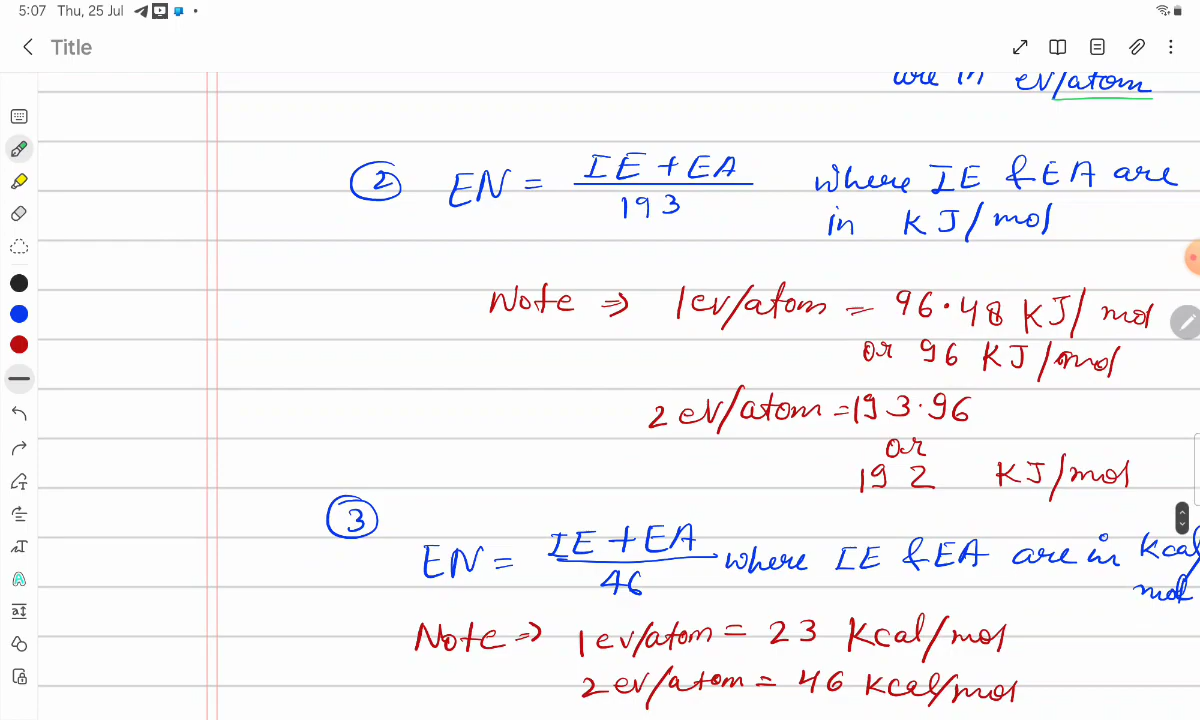 5:07 Thu, 25 Jul
Title
are in ev/atom
② EN = IE + EA / 193 where IE & EA are
in KJ/mol
Note ⇒ 1ev/atom = 96.48 KJ/mol
or 96 KJ/mol
2 ev/atom = 193.96
or
192 KJ/mol
③
EN = IE + EA / 46 where IE & EA are in Kcal/
mol
Note ⇒ 1ev/atom = 23 Kcal/mol
2ev/atom = 46 Kcal/mol